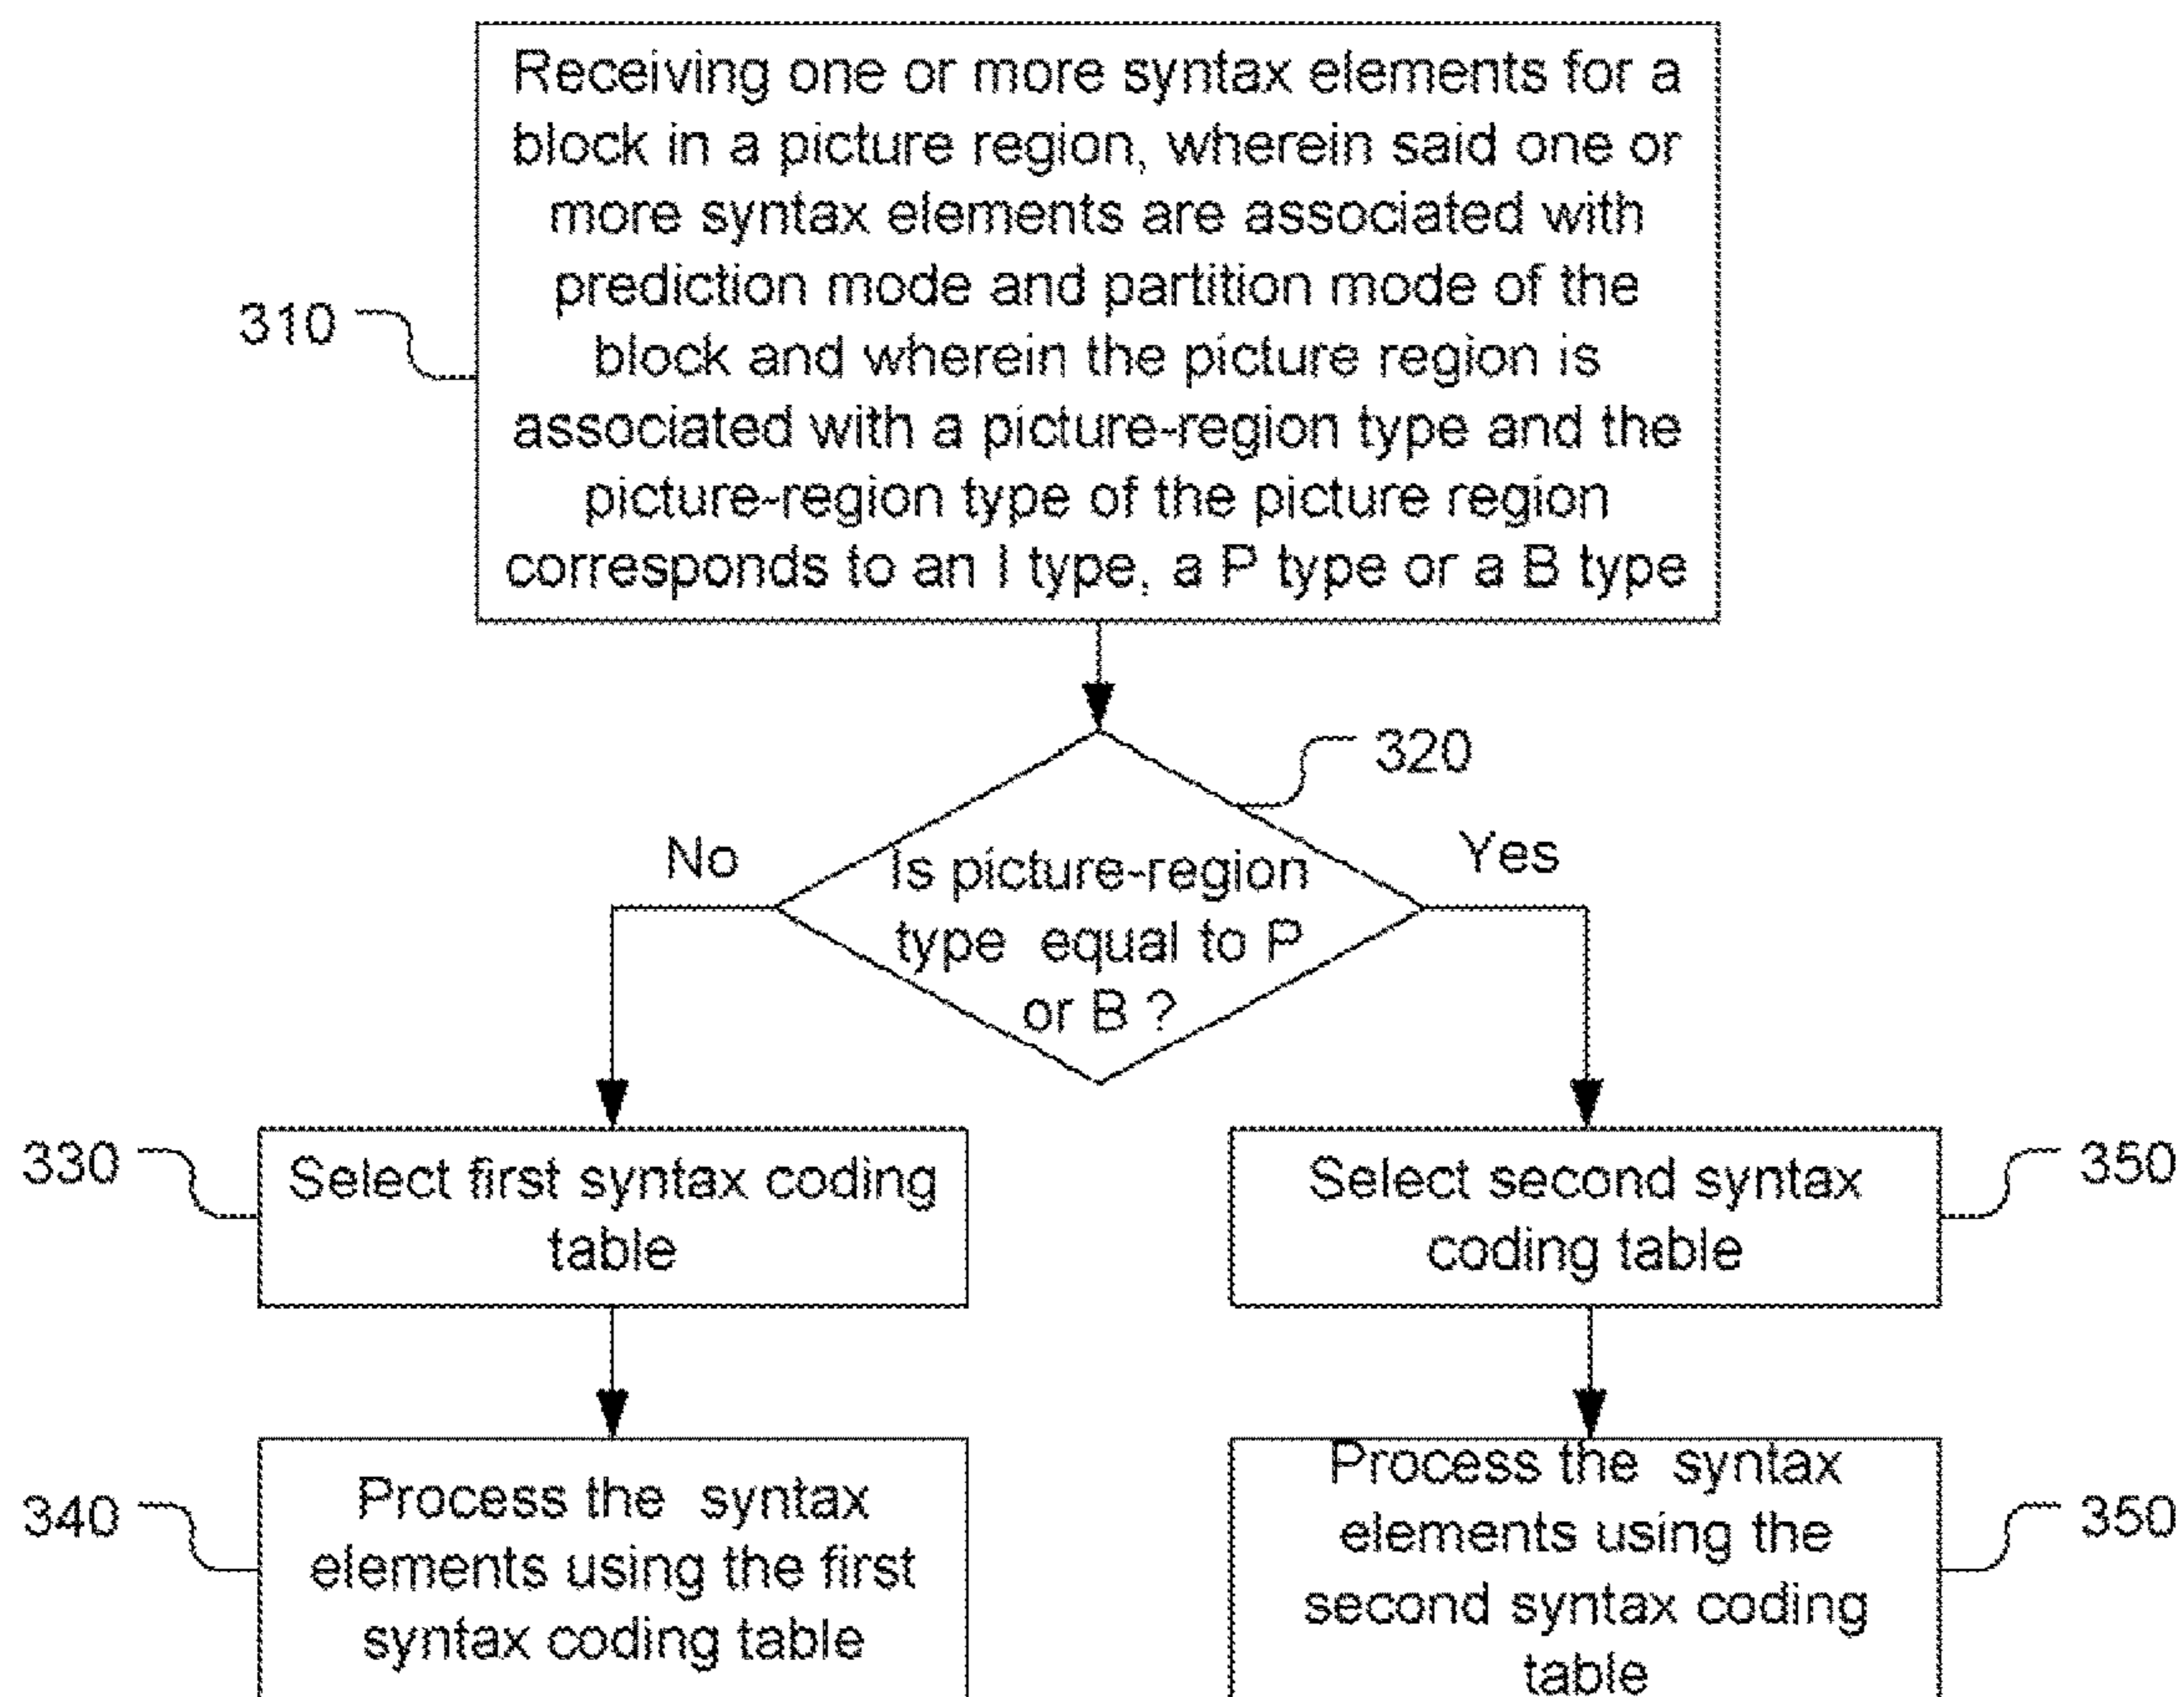 Receiving one or more syntax elements for a
block in a picture region, wherein said one or
more syntax elements are associated with
prediction mode and partition mode of the
block and wherein the picture region is
associated with a picture-region type and the
picture-region type of the picture region
corresponds to an I type, a P type or a B type
310
320
No
Yes
Is picture-region
type equal to P
or B ?
330
Select first syntax coding
table
Select second syntax
coding table
350
340
Process the syntax
elements using the first
syntax coding table
Process the syntax
elements using the
second syntax coding
table
350